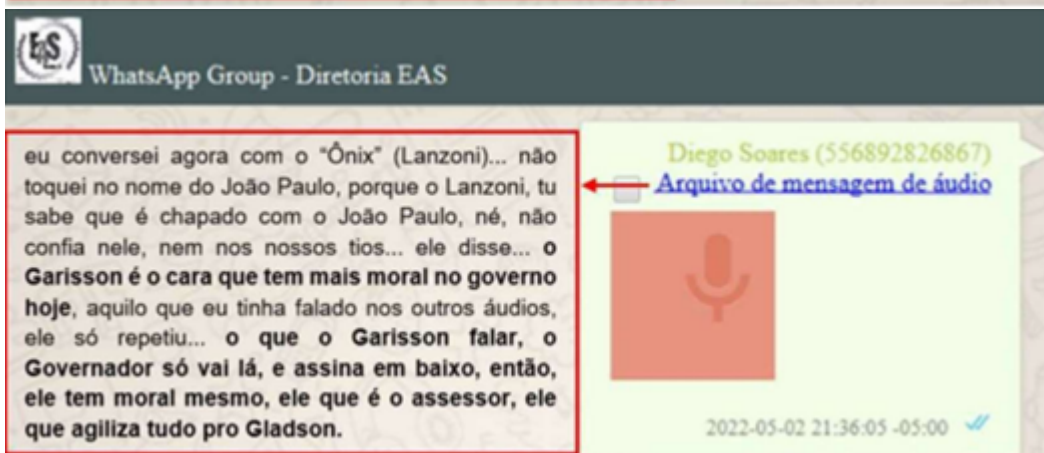 EAS
WhatsApp Group - Diretoria EAS
eu conversei agora com o "Ônix" (Lanzoni)... não
toquei no nome do João Paulo, porque o Lanzoni, tu
sabe que é chapado com o João Paulo, né, não
confia nele, nem nos nossos tios... ele disse... o
Garisson é o cara que tem mais moral no governo
hoje, aquilo que eu tinha falado nos outros áudios,
ele só repetiu... o que o Garisson falar, o
Governador só vai lá, e assina em baixo, então,
ele tem moral mesmo, ele que é o assessor, ele
que agiliza tudo pro Gladson.
Diego Soares (556892826867)
Arquivo de mensagem de áudio
2022-05-02 21:36:05 -05:00